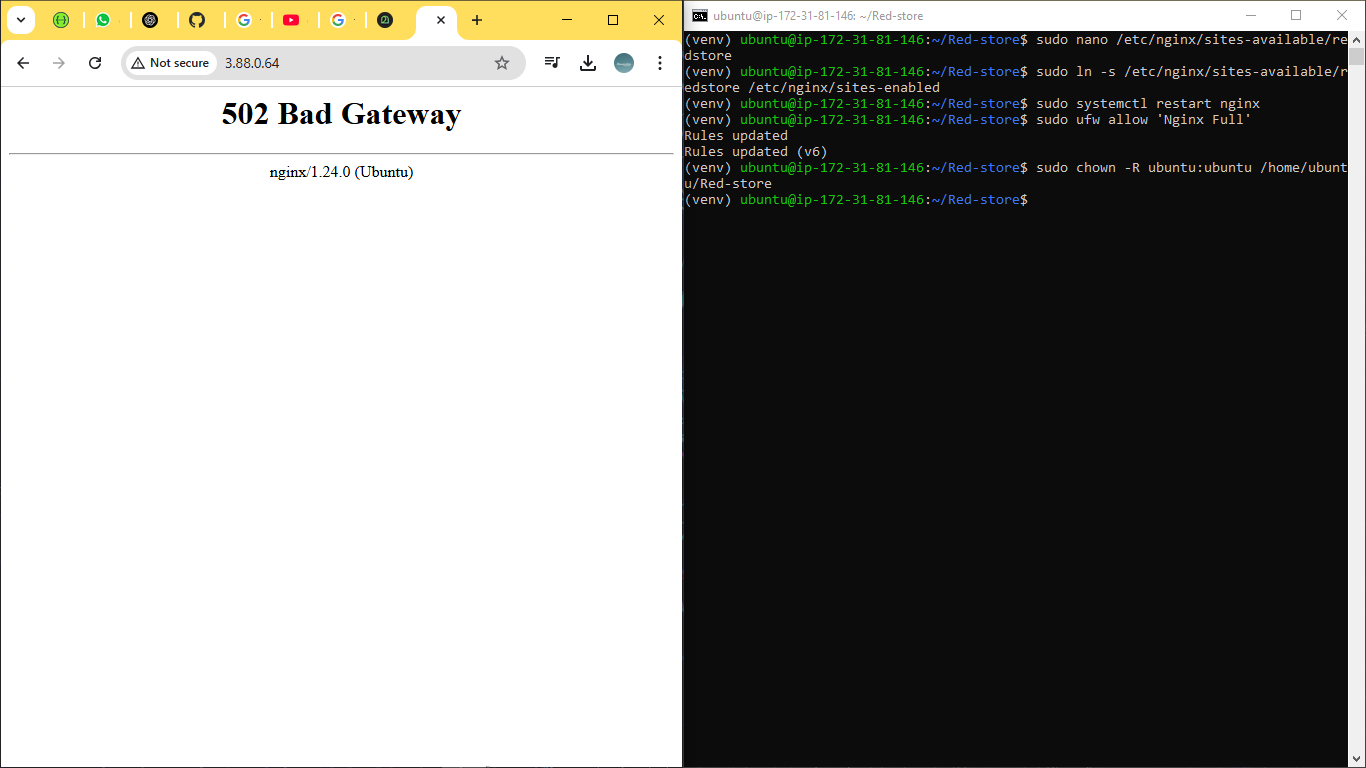 Not secure
3.88.0.64
502 Bad Gateway
nginx/1.24.0 (Ubuntu)
ubuntu@ip-172-31-81-146: ~/Red-store
(venv) ubuntu@ip-172-31-81-146:~/Red-store$ sudo nano /etc/nginx/sites-available/re
dstore
(venv) ubuntu@ip-172-31-81-146:~/Red-store$ sudo ln -s /etc/nginx/sites-available/r
edstore /etc/nginx/sites-enabled
(venv) ubuntu@ip-172-31-81-146:~/Red-store$ sudo systemctl restart nginx
(venv) ubuntu@ip-172-31-81-146:~/Red-store$ sudo ufw allow 'Nginx Full'
Rules updated
Rules updated (v6)
(venv) ubuntu@ip-172-31-81-146:~/Red-store$ sudo chown -R ubuntu:ubuntu /home/ubunt
u/Red-store
(venv) ubuntu@ip-172-31-81-146:~/Red-store$